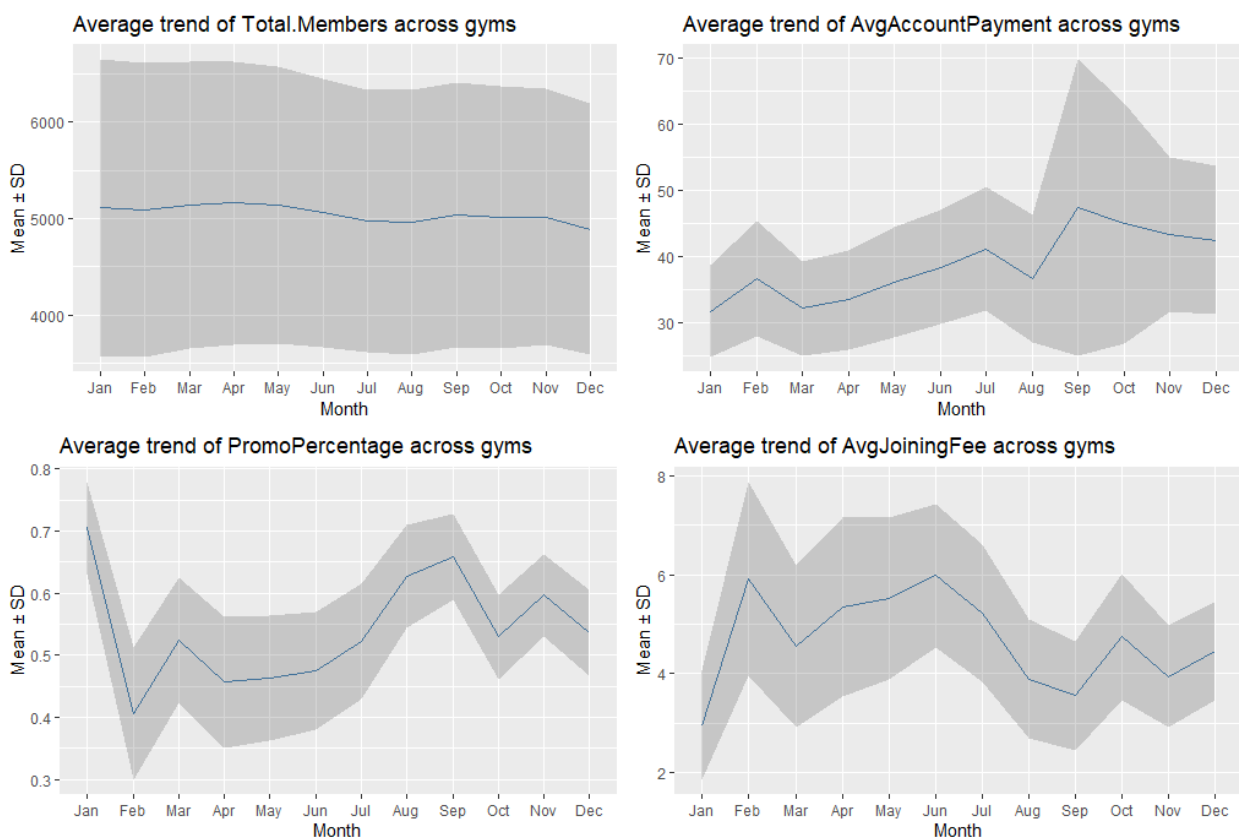 Average trend of Total.Members across gyms
Mean ± SD
6000
5000
4000
Jan Feb Mar Apr May Jun Jul Aug Sep Oct Nov Dec
Month
Average trend of AvgAccountPayment across gyms
Mean ± SD
70
60
50
40
30
Jan Feb Mar Apr May Jun Jul Aug Sep Oct Nov Dec
Month
Average trend of PromoPercentage across gyms
Mean ± SD
0.8
0.7
0.6
0.5
0.4
0.3
Jan Feb Mar Apr May Jun Jul Aug Sep Oct Nov Dec
Month
Average trend of AvgJoiningFee across gyms
Mean ± SD
8
6
4
2
Jan Feb Mar Apr May Jun Jul Aug Sep Oct Nov Dec
Month